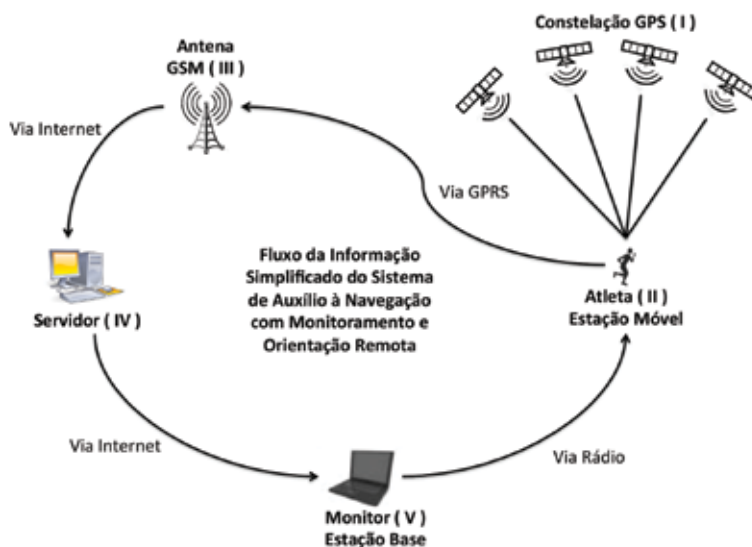 Constelação GPS ( I )
Antena
GSM ( III )
Via Internet
Via GPRS
Fluxo da Informação
Simplificado do Sistema
de Auxílio à Navegação
com Monitoramento e
Orientação Remota
Atleta ( II )
Estação Móvel
Servidor ( IV )
Via Internet
Via Rádio
Monitor ( V )
Estação Base